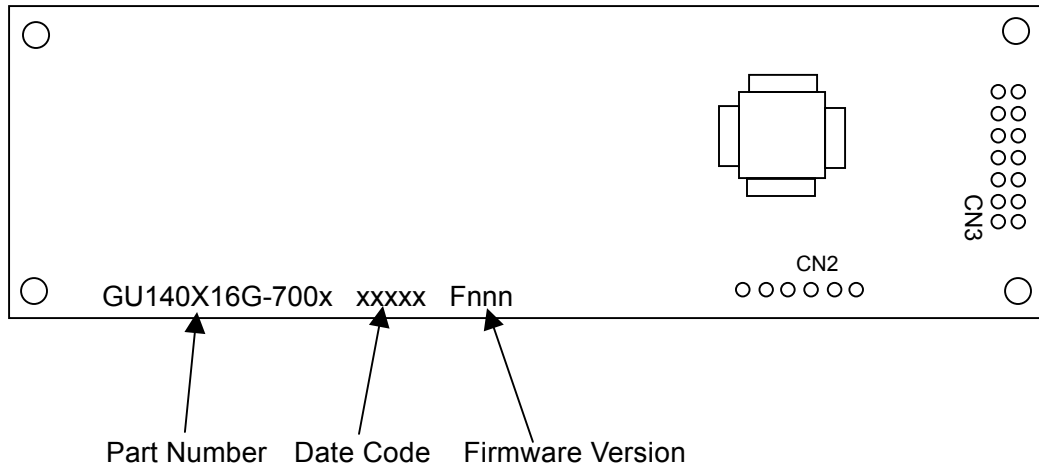 CN3
CN2
GU140X16G-700x xxxxx Fnnn
Part Number Date Code Firmware Version